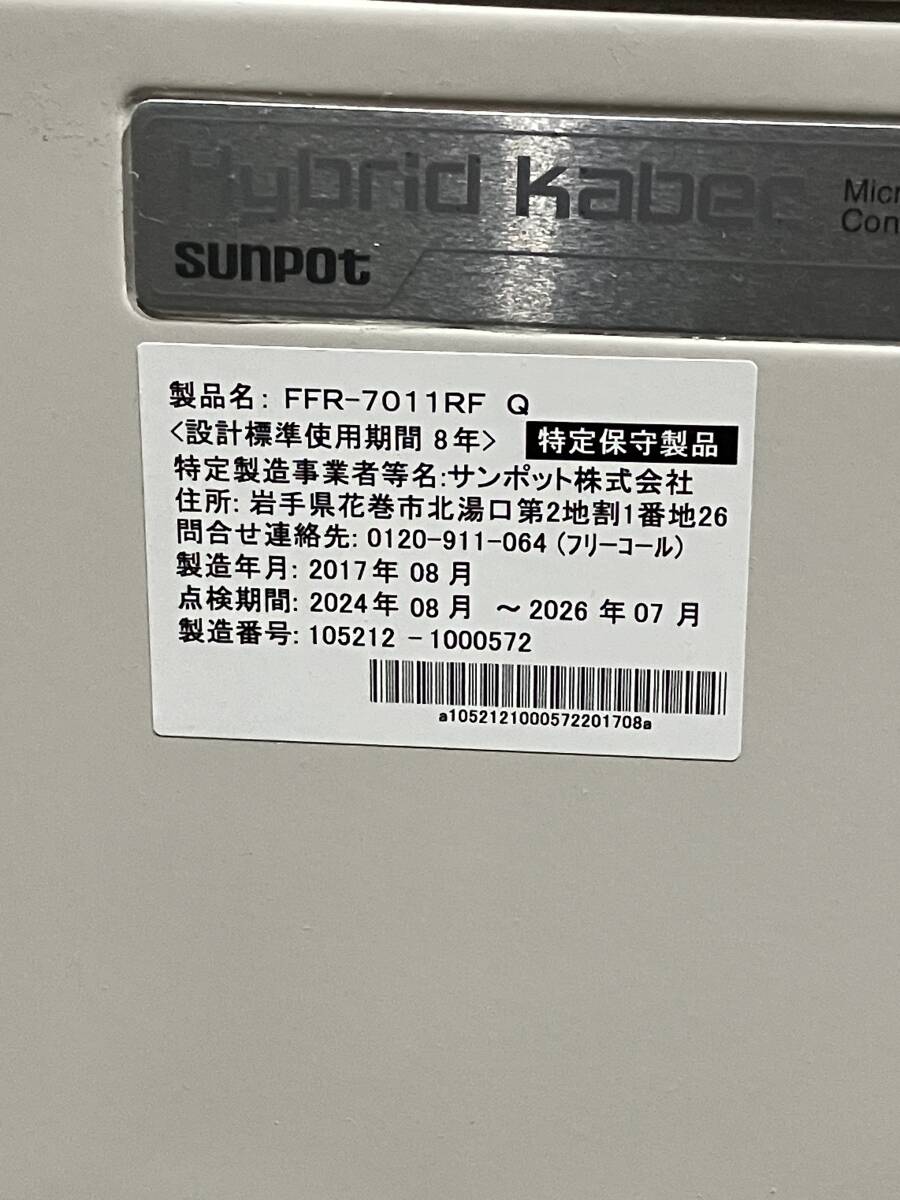 Hybrid Kabec
SUNPOT
製品名: FFR-7011RF Q
<設計標準使用期間 8年> 特定保守製品
特定製造事業者等名:サンポット株式会社
住所: 岩手県花巻市北湯口第2地割1番地26
問合せ連絡先: 0120-911-064 (フリーコール)
製造年月: 2017年 08 月
点検期間: 2024年 08 月 ～2026 年 07 月
製造番号: 105212 -1000572
a1052121000572201708a